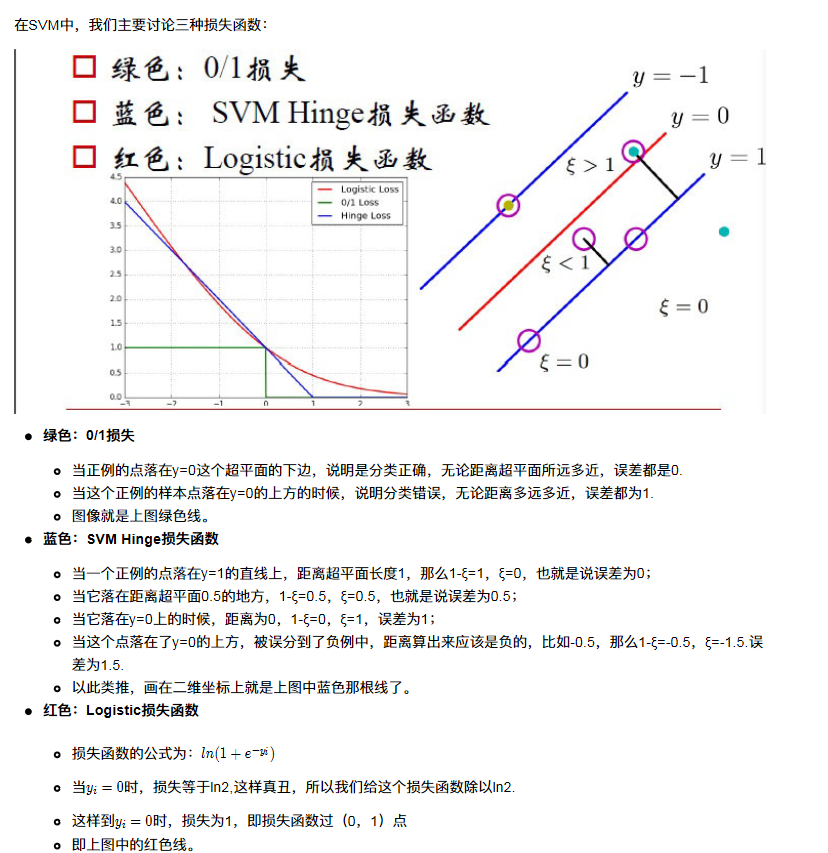 在SVM中，我们主要讨论三种损失函数：
绿色：0/1损失
蓝色： SVM Hinge损失函数
红色：Logistic损失函数
4.5
4.0
3.5
3.0
2.5
2.0
1.5
1.0
0.5
0.0
-3 -2 -1 0 1 2 3
Logistic Loss
0/1 Loss
Hinge Loss
y = −1
y = 0
y = 1
ξ > 1
ξ < 1
ξ = 0
ξ = 0
绿色：0/1损失
当正例的点落在y=0这个超平面的下边，说明是分类正确，无论距离超平面所远多近，误差都是0.
当这个正例的样本点落在y=0的上方的时候，说明分类错误，无论距离多远多近，误差都为1.
图像就是上图绿色线。
蓝色：SVM Hinge损失函数
当一个正例的点落在y=1的直线上，距离超平面长度1，那么1-ξ=1，ξ=0，也就是说误差为0；
当它落在距离超平面0.5的地方，1-ξ=0.5，ξ=0.5，也就是说误差为0.5；
当它落在y=0上的时候，距离为0，1-ξ=0，ξ=1，误差为1；
当这个点落在了y=0的上方，被误分到了负例中，距离算出来应该是负的，比如-0.5，那么1-ξ=-0.5，ξ=-1.5.误
差为1.5.
以此类推，画在二维坐标上就是上图中蓝色那根线了。
红色：Logistic损失函数
损失函数的公式为：ln(1 + e^{−yi})
当y_i = 0时，损失等于ln2,这样真丑，所以我们给这个损失函数除以ln2.
这样到y_i = 0时，损失为1，即损失函数过（0，1）点
即上图中的红色线。